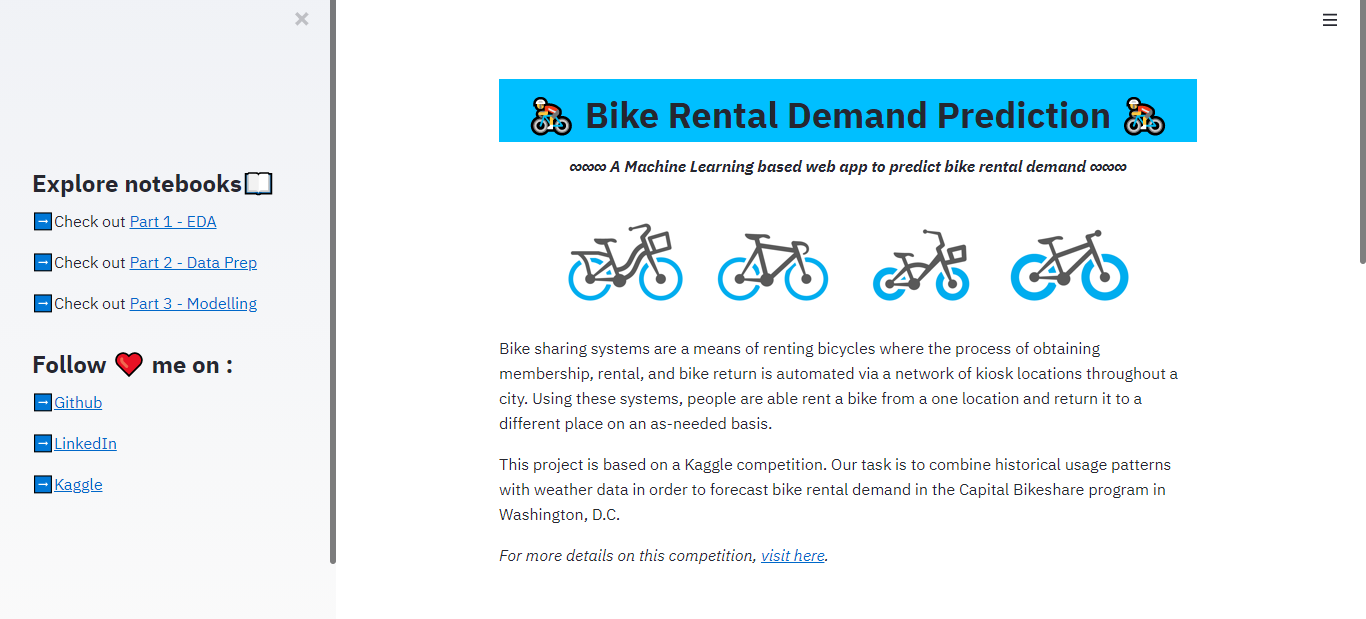 Explore notebooks
Check out Part 1 - EDA
Check out Part 2 - Data Prep
Check out Part 3 - Modelling
Follow ❤️ me on :
Github
LinkedIn
Kaggle
Bike Rental Demand Prediction
∞∞∞ A Machine Learning based web app to predict bike rental demand ∞∞∞
Bike sharing systems are a means of renting bicycles where the process of obtaining
membership, rental, and bike return is automated via a network of kiosk locations throughout a
city. Using these systems, people are able rent a bike from a one location and return it to a
different place on an as-needed basis.
This project is based on a Kaggle competition. Our task is to combine historical usage patterns
with weather data in order to forecast bike rental demand in the Capital Bikeshare program in
Washington, D.C.
For more details on this competition, visit here.